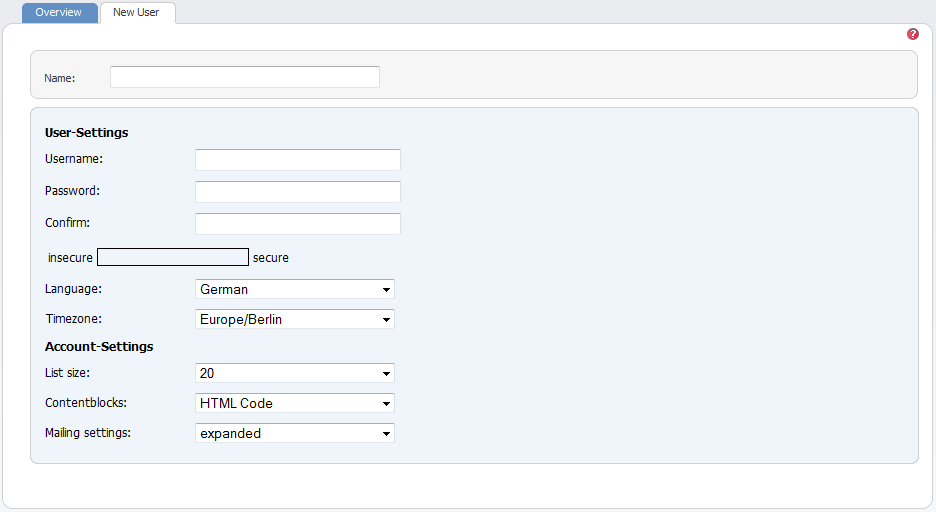 Overview New User
?
Name:
User-Settings
Username:
Password:
Confirm:
insecure secure
Language: German
Timezone: Europe/Berlin
Account-Settings
List size: 20
Contentblocks: HTML Code
Mailing settings: expanded